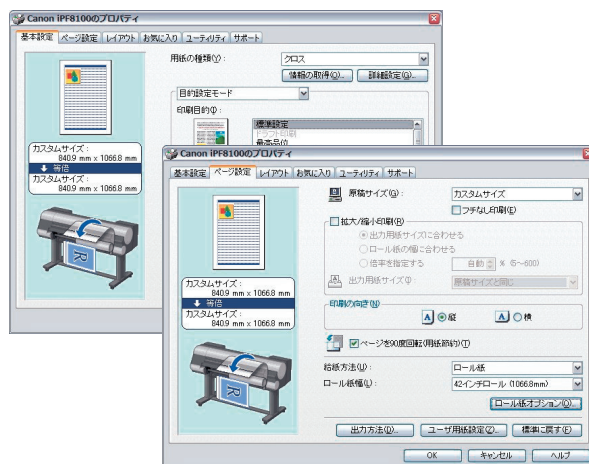 Canon iPF8100のプロパティ
基本設定 ページ設定 レイアウト お気に入り ユーティリティ サポート
用紙の種類(Y): クロス
情報の取得(Q)... 詳細設定(G)...
目的設定モード
印刷目的(I):
標準設定
ドラフト印刷
最高品位
カスタムサイズ :
840.9 mm x 1066.8 mm
等倍
カスタムサイズ :
840.9 mm x 1066.8 mm
Canon iPF8100のプロパティ
基本設定 ページ設定 レイアウト お気に入り ユーティリティ サポート
原稿サイズ(G): カスタムサイズ
フチなし印刷(E)
拡大/縮小印刷(R)
出力用紙サイズに合わせる
ロール紙の幅に合わせる
倍率を指定する 自動 % (5~600)
出力用紙サイズ(I): 原稿サイズと同じ
カスタムサイズ :
840.9 mm x 1066.8 mm
等倍
カスタムサイズ :
840.9 mm x 1066.8 mm
印刷の向き(N)
A 縦 A 横
ページを90度回転(用紙節約)(T)
給紙方法(U): ロール紙
ロール紙幅(L): 42インチロール (1066.8mm)
ロール紙オプション(O)...
出力方法(D)... ユーザ用紙設定(Z)... 標準に戻す(F)
OK キャンセル ヘルプ